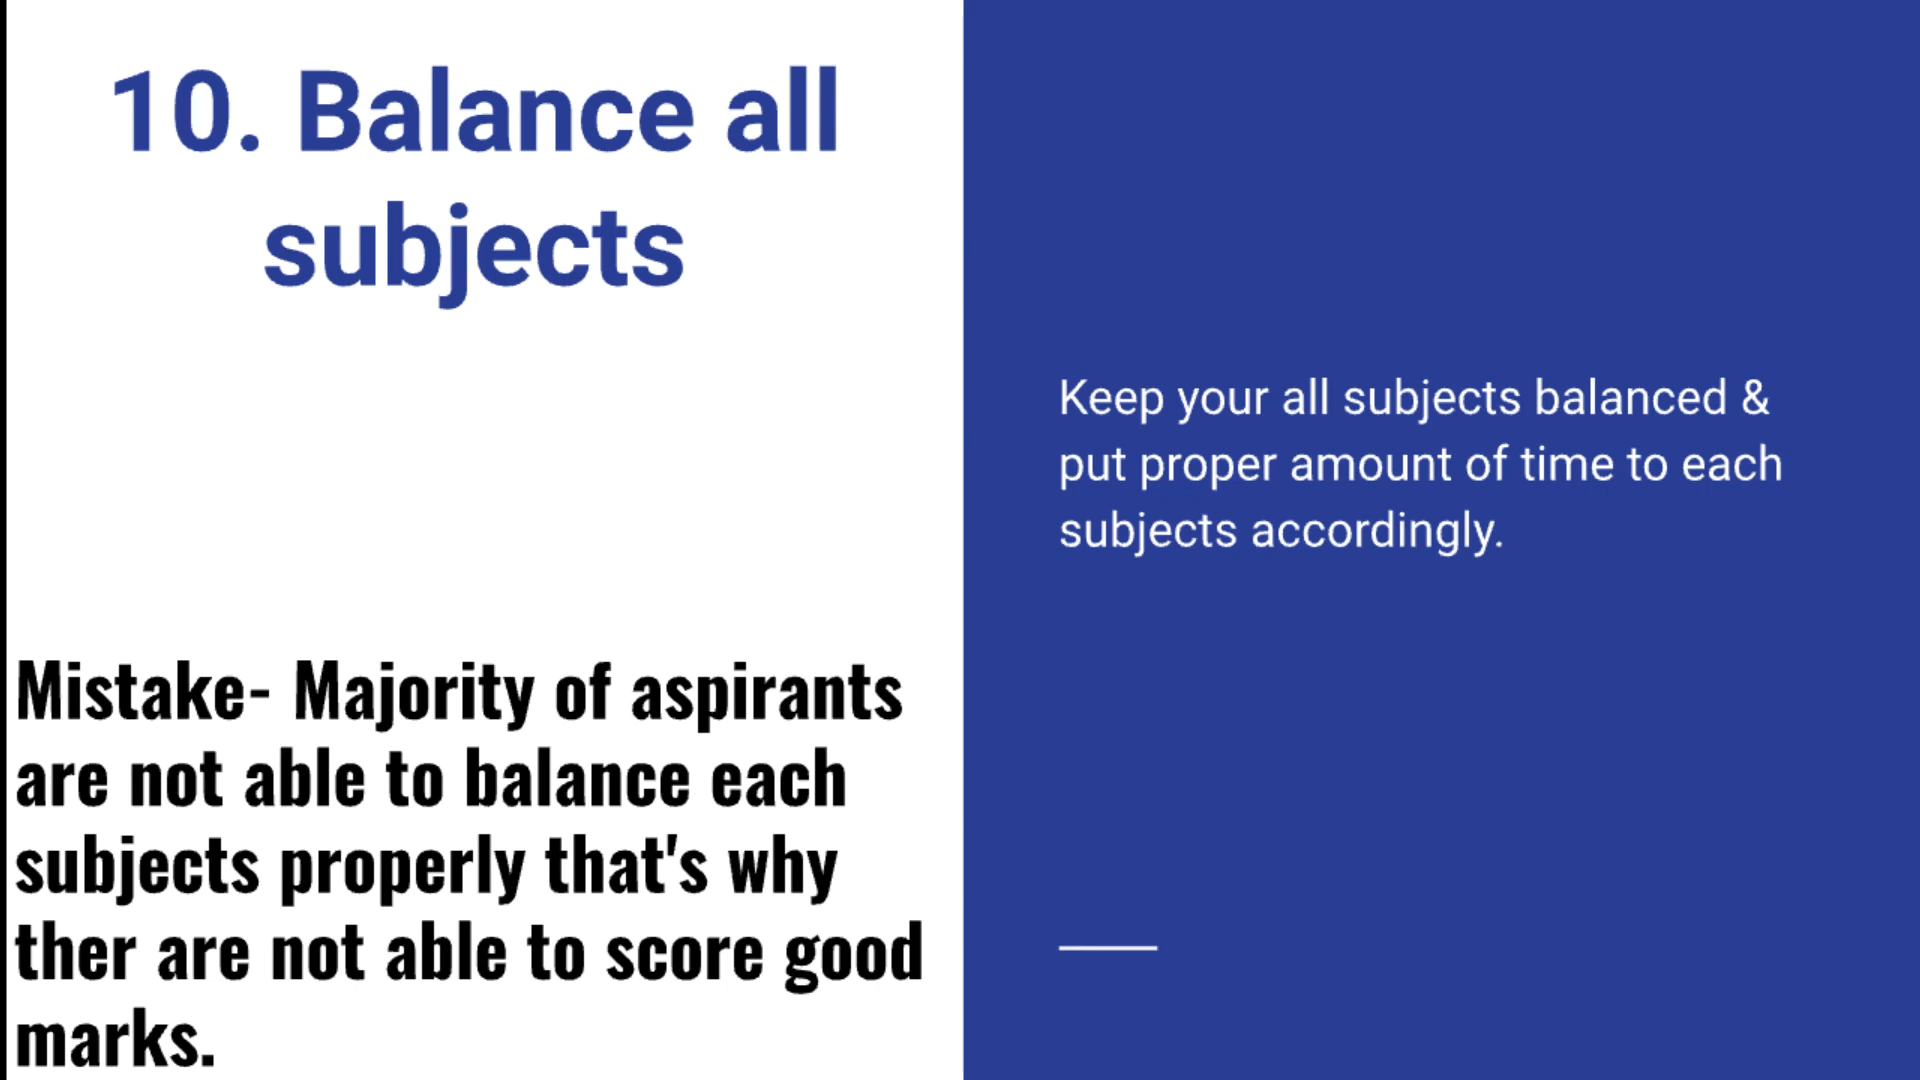 10. Balance all
subjects
Mistake- Majority of aspirants
are not able to balance each
subjects properly that's why
ther are not able to score good
marks.
Keep your all subjects balanced &
put proper amount of time to each
subjects accordingly.